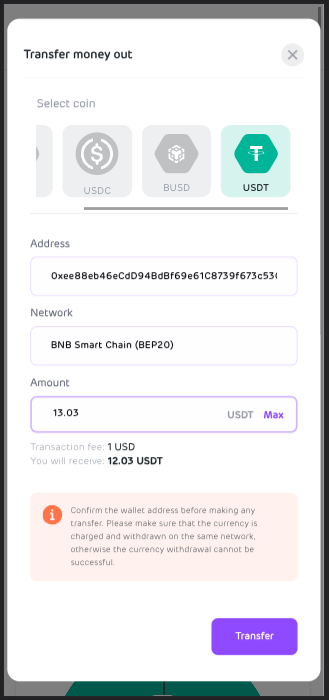 Transfer money out
Select coin
USDC
BUSD
USDT
Address
0xee88eb46eCdD94BdBf69e61C8739f673c530
Network
BNB Smart Chain (BEP20)
Amount
13.03 USDT Max
Transaction fee: 1 USD
You will receive: 12.03 USDT
Confirm the wallet address before making any
transfer. Please make sure that the currency is
charged and withdrawn on the same network,
otherwise the currency withdrawal cannot be
successful.
Transfer